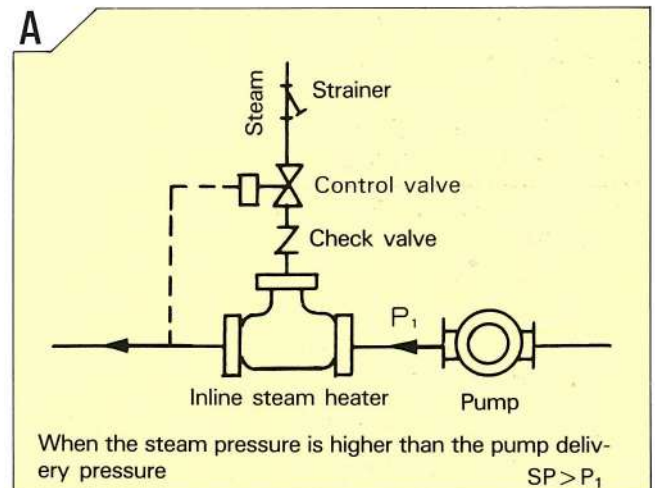 A
Steam
Strainer
Control valve
Check valve
P₁
Inline steam heater
Pump
When the steam pressure is higher than the pump deliv-
ery pressure
SP > P₁